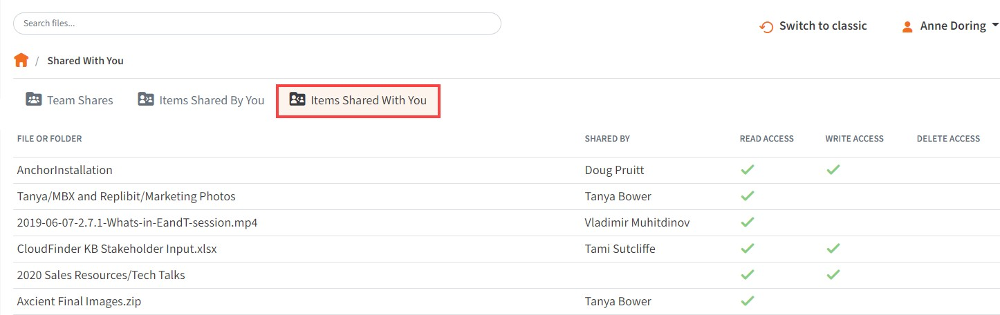 Search files...
Switch to classic
Anne Doring
/ Shared With You
Team Shares
Items Shared By You
Items Shared With You
FILE OR FOLDER SHARED BY READ ACCESS WRITE ACCESS DELETE ACCESS
AnchorInstallation Doug Pruitt
Tanya/MBX and Replibit/Marketing Photos Tanya Bower
2019-06-07-2.7.1-Whats-in-EandT-session.mp4 Vladimir Muhitdinov
CloudFinder KB Stakeholder Input.xlsx Tami Sutcliffe
2020 Sales Resources/Tech Talks
Axcient Final Images.zip Tanya Bower